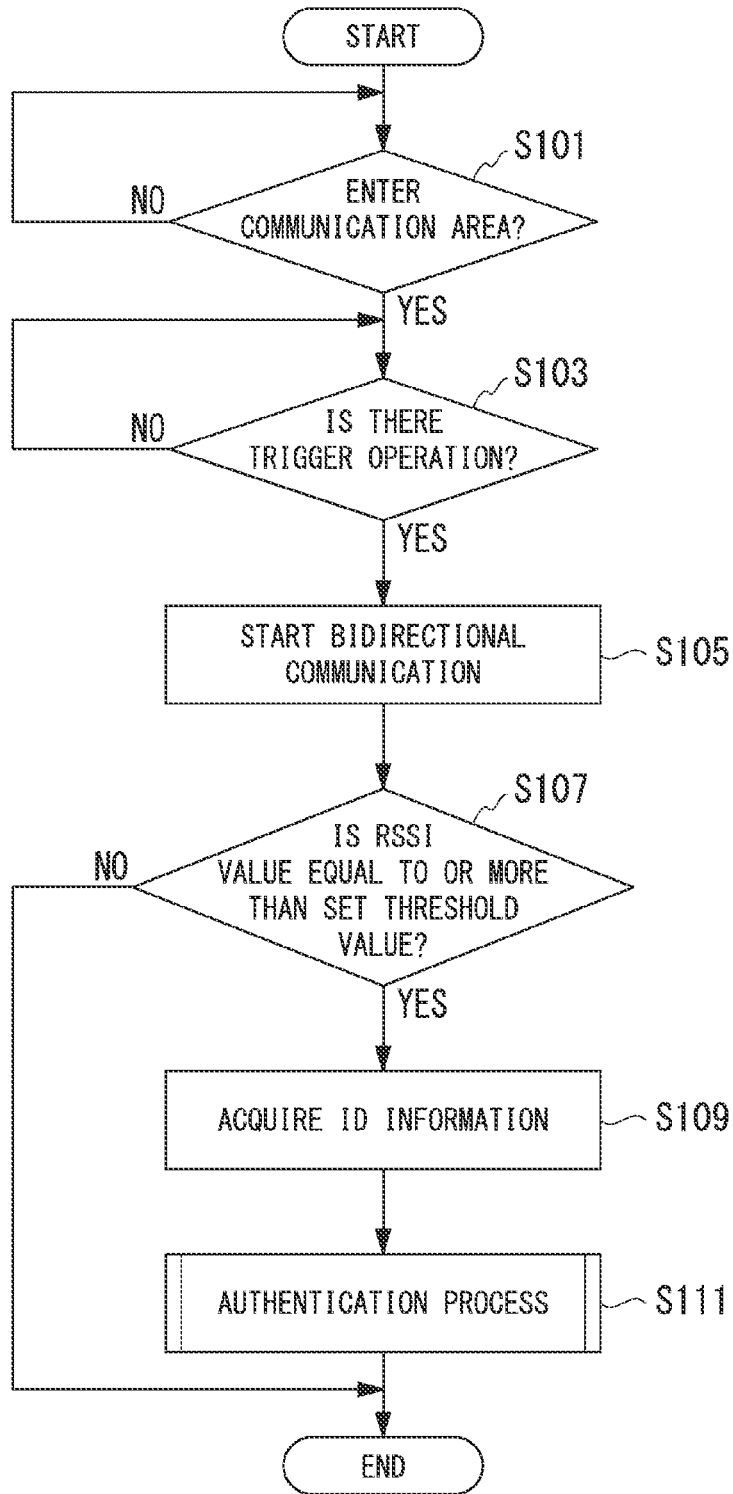 START
S101
ENTER
COMMUNICATION AREA?
NO
YES
S103
IS THERE
TRIGGER OPERATION?
NO
YES
START BIDIRECTIONAL
COMMUNICATION
S105
S107
IS RSSI
VALUE EQUAL TO OR MORE
THAN SET THRESHOLD
VALUE?
NO
YES
ACQUIRE ID INFORMATION
S109
AUTHENTICATION PROCESS
S111
END